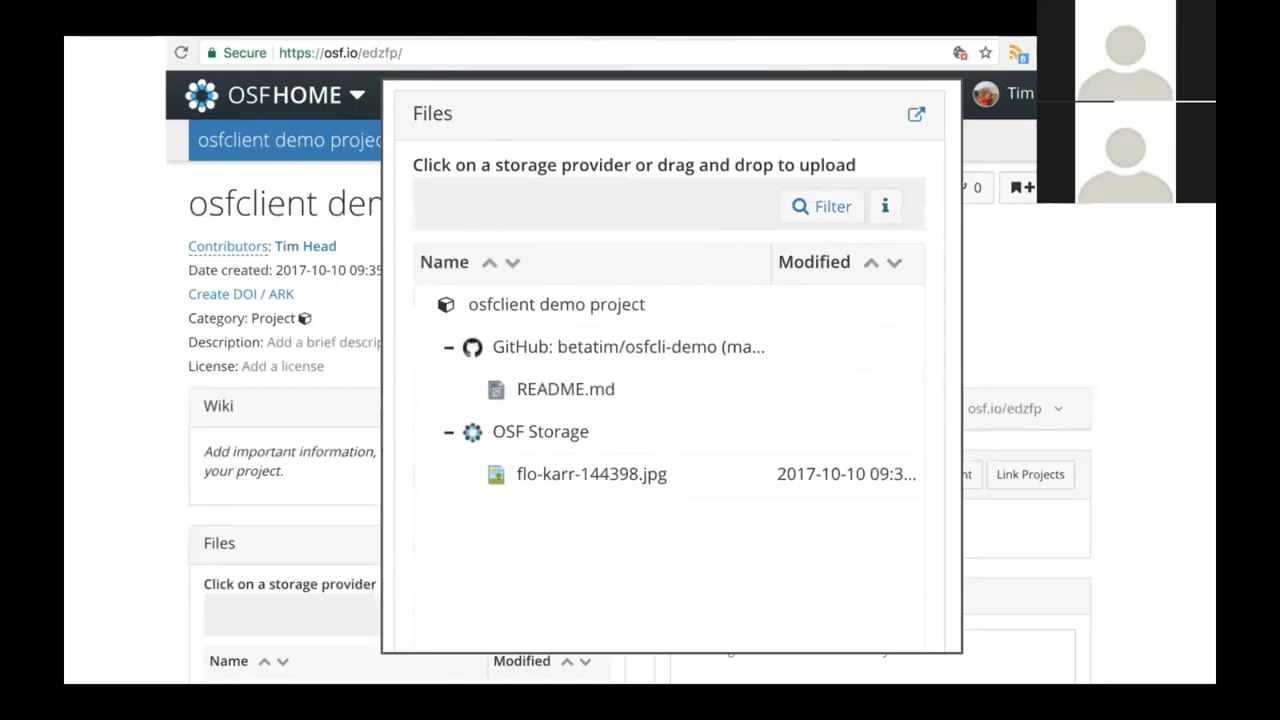 Secure https://osf.io/edzfp/
6
OSFHOME
Tim
osfclient demo projec
osfclient den
0
Contributors: Tim Head
Date created: 2017-10-10 09:35
Create DOI / ARK
Category: Project
Description: Add a brief descrip
License: Add a license
Wiki
Add important information,
your project.
Files
Click on a storage provider
Name
Modified
Files
Click on a storage provider or drag and drop to upload
Filter
i
Name
Modified
osfclient demo project
GitHub: betatim/osfcli-demo (ma...
README.md
OSF Storage
flo-karr-144398.jpg
2017-10-10 09:3...
osf.io/edzfp
nt
Link Projects